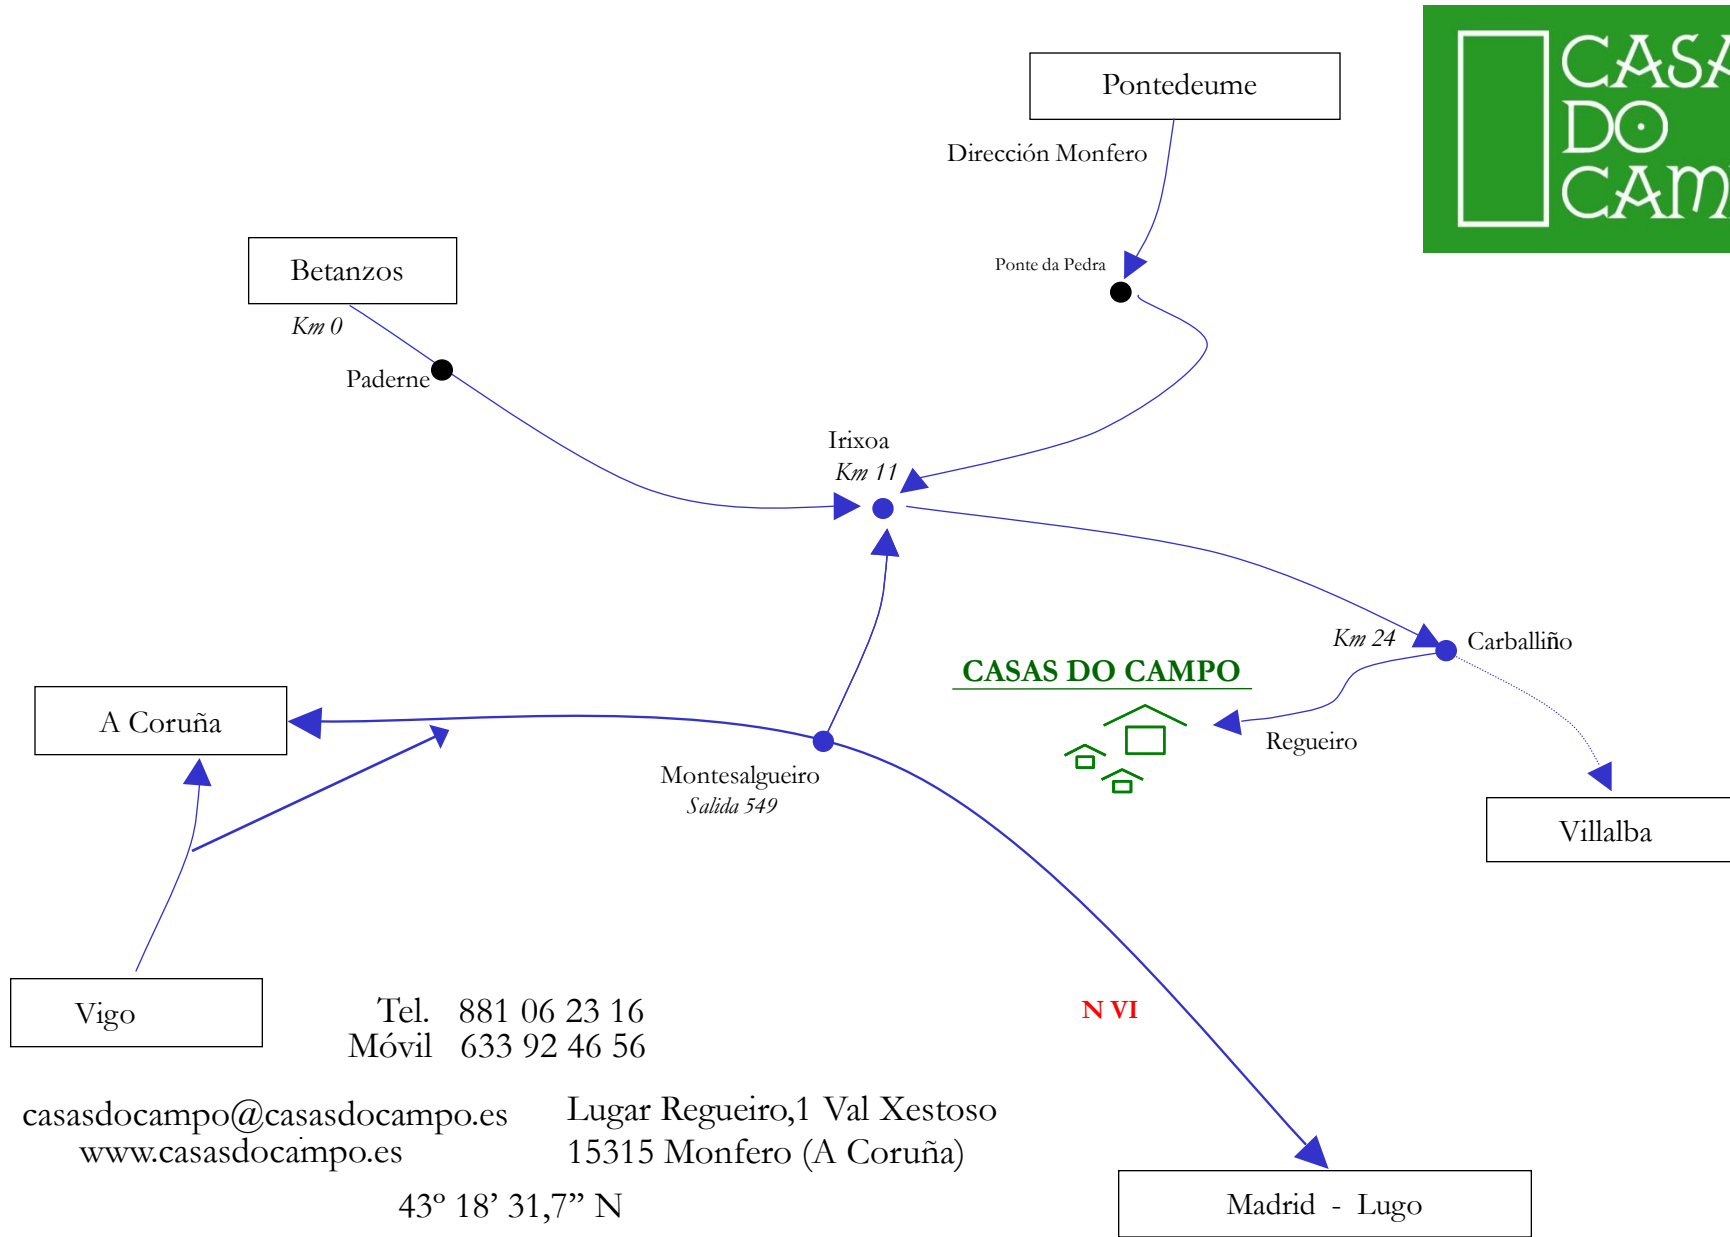 CASA
DO
CAM
Pontedeume
Dirección Monfero
Ponte da Pedra
Betanzos
Km 0
Paderne
Irixoa
Km 11
Km 24
Carballiño
CASAS DO CAMPO
Regueiro
A Coruña
Montesalgueiro
Salida 549
Villalba
N VI
Vigo
Tel. 881 06 23 16
Móvil 633 92 46 56
casasdocampo@casasdocampo.es
www.casasdocampo.es
Lugar Regueiro,1 Val Xestoso
15315 Monfero (A Coruña)
43º 18’ 31,7” N
Madrid - Lugo